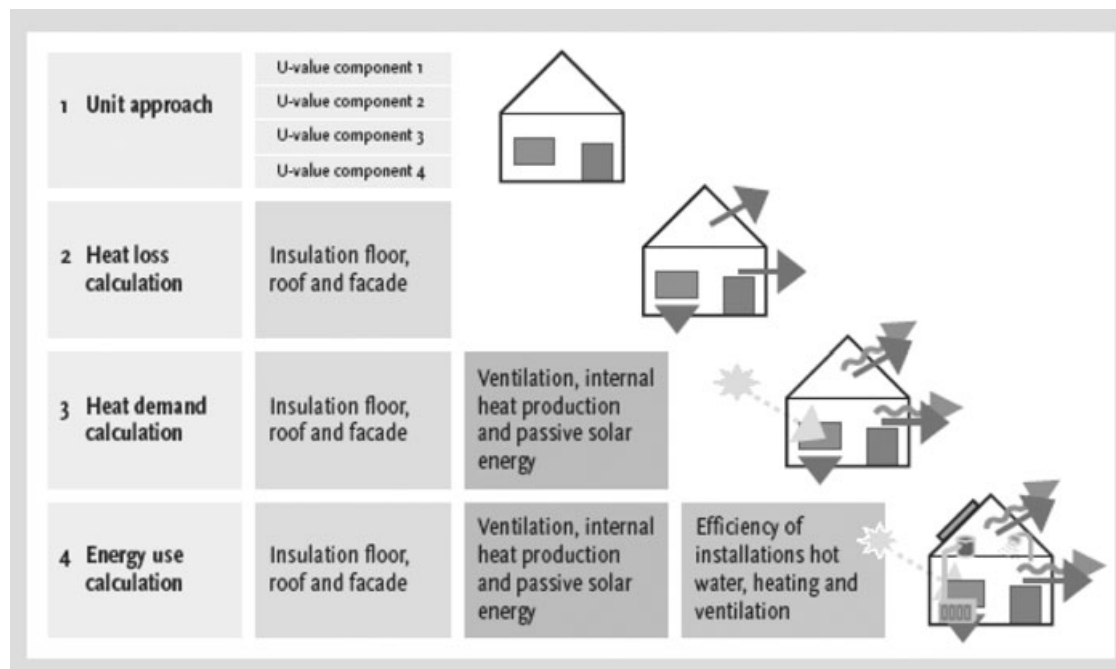 1 Unit approach
U-value component 1
U-value component 2
U-value component 3
U-value component 4
2 Heat loss
calculation
Insulation floor,
roof and facade
3 Heat demand
calculation
Insulation floor,
roof and facade
Ventilation, internal
heat production
and passive solar
energy
4 Energy use
calculation
Insulation floor,
roof and facade
Ventilation, internal
heat production
and passive solar
energy
Efficiency of
installations hot
water, heating and
ventilation